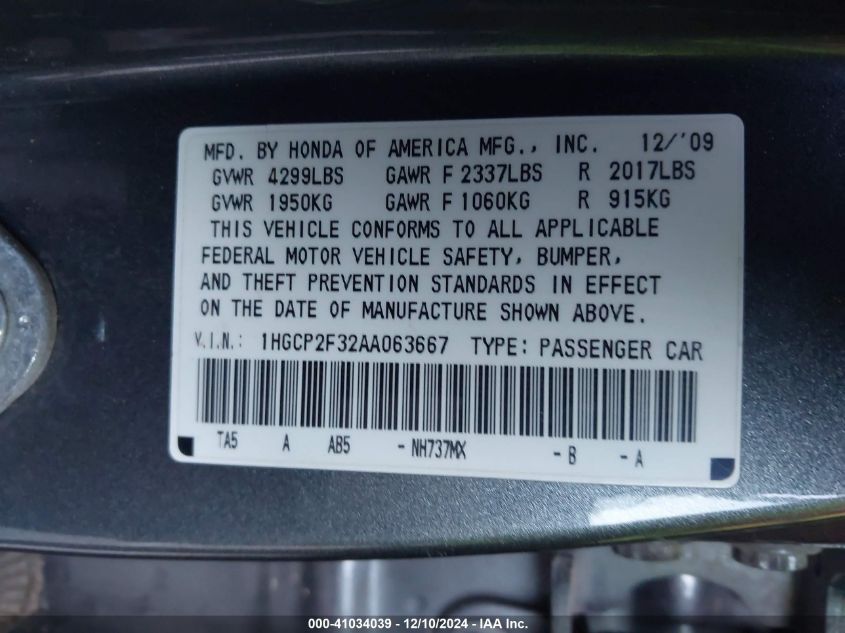 MFD. BY HONDA OF AMERICA MFG., INC. 12/'09
GVWR 4299LBS GAWR F 2337LBS R 2017LBS
GVWR 1950KG GAWR F 1060KG R 915KG
THIS VEHICLE CONFORMS TO ALL APPLICABLE
FEDERAL MOTOR VEHICLE SAFETY, BUMPER,
AND THEFT PREVENTION STANDARDS IN EFFECT
ON THE DATE OF MANUFACTURE SHOWN ABOVE.
V.I.N.: 1HGCP2F32AA063667 TYPE: PASSENGER CAR
TA5 A AB5 - NH737MX - B - A
000-41034039 - 12/10/2024 - IAA Inc.